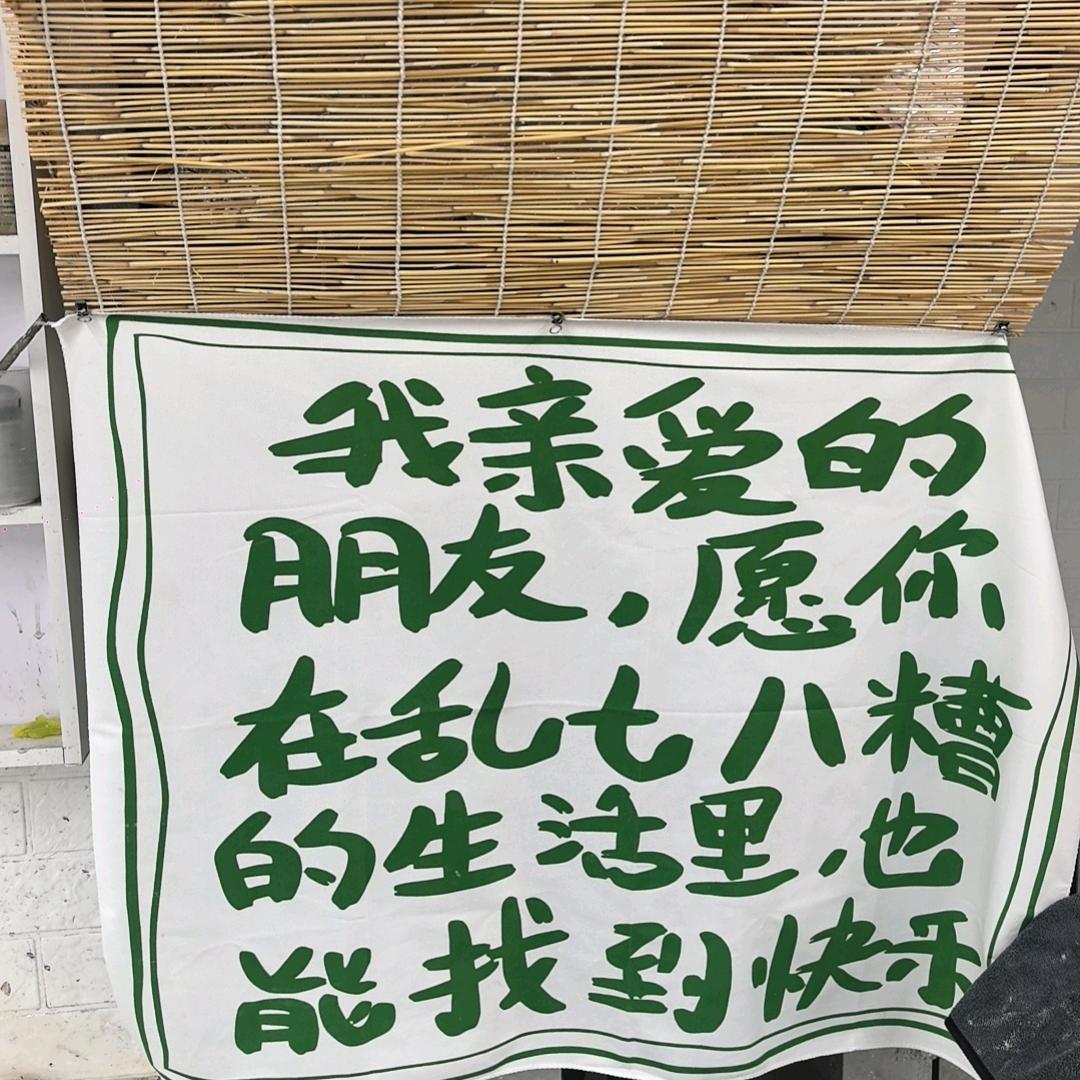 我亲爱的
朋友，愿你
在乱七八糟
的生活里，也
能找到快乐